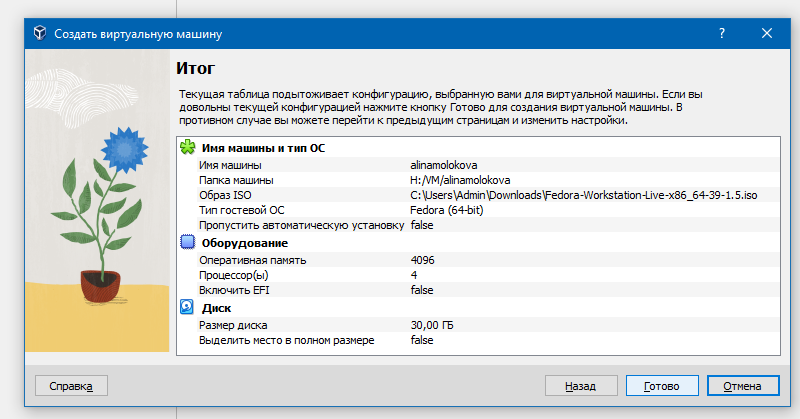 Создать виртуальную машину
?
Итог
Текущая таблица подытоживает конфигурацию, выбранную вами для виртуальной машины. Если вы
довольны текущей конфигурацией нажмите кнопку Готово для создания виртуальной машины. В
противном случае вы можете перейти к предыдущим страницам и изменить настройки.
Имя машины и тип ОС
Имя машины alinamolokova
Папка машины H:/VM/alinamolokova
Образ ISO C:\Users\Admin\Downloads\Fedora-Workstation-Live-x86_64-39-1.5.iso
Тип гостевой ОС Fedora (64-bit)
Пропустить автоматическую установку false
Оборудование
Оперативная память 4096
Процессор(ы) 4
Включить EFI false
Диск
Размер диска 30,00 ГБ
Выделить место в полном размере false
Справка Назад Готово Отмена